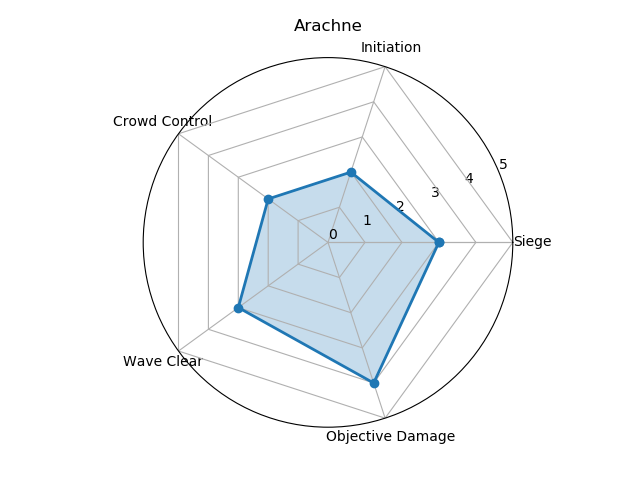 Arachne
Initiation
Crowd Control
5
4
3
2
1
0
Siege
Wave Clear
Objective Damage